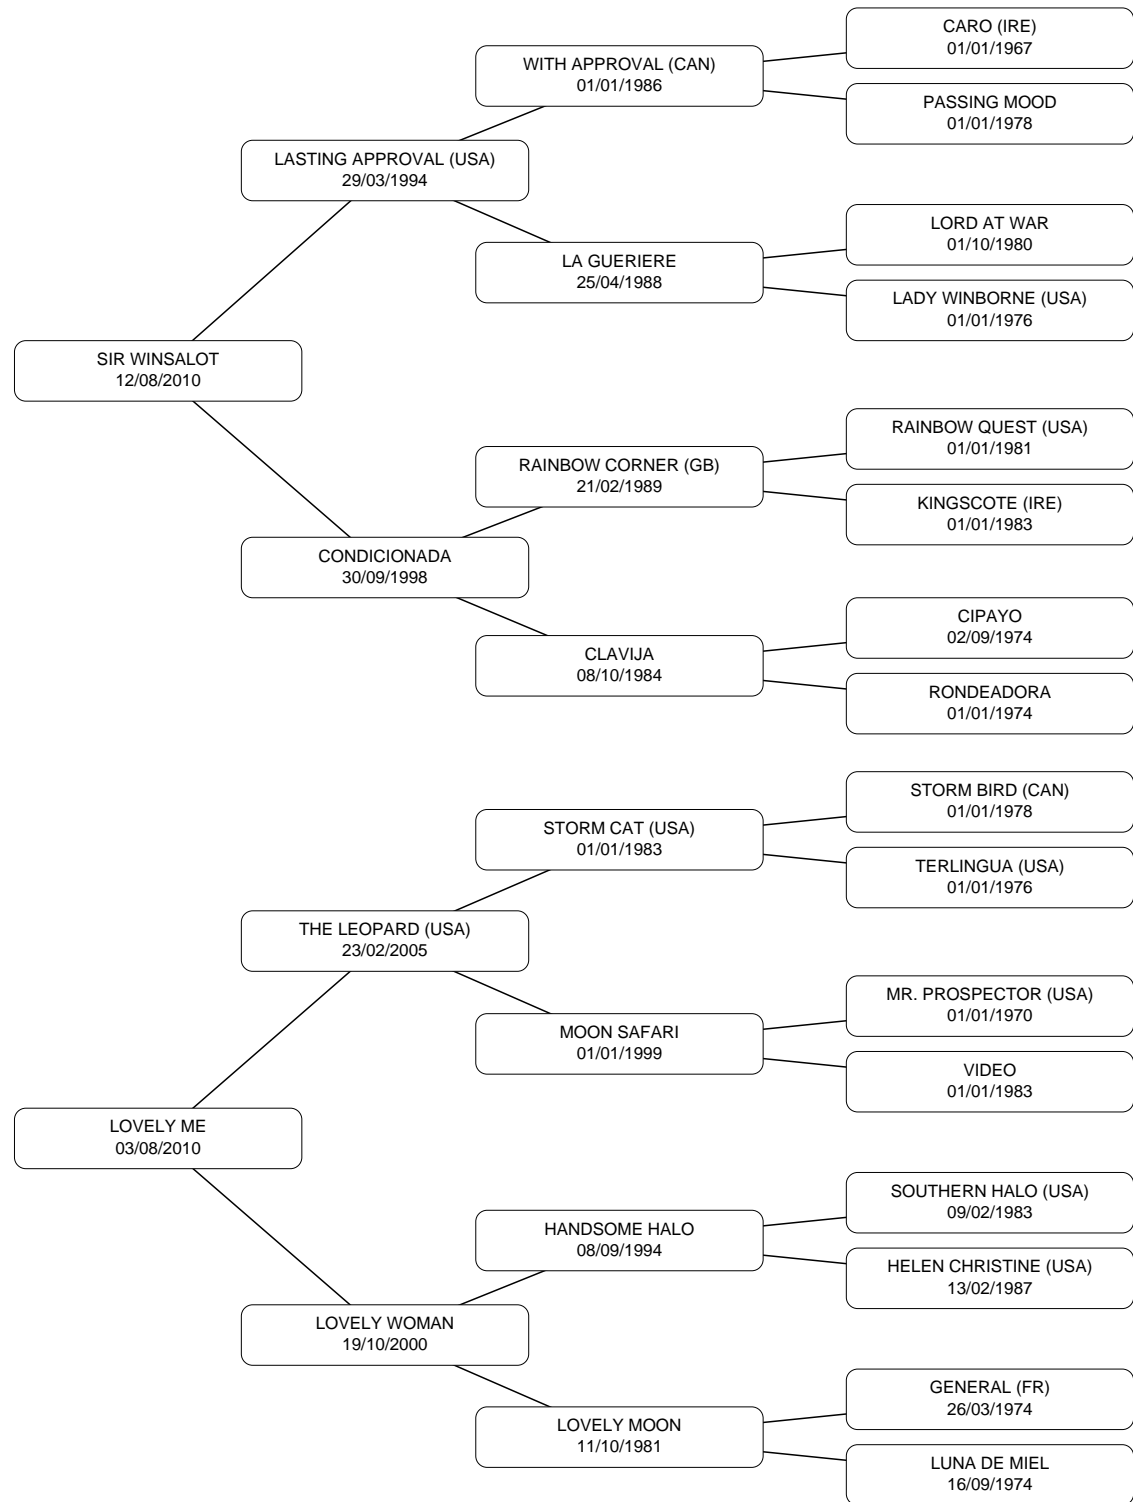 CARO (IRE)
01/01/1967
WITH APPROVAL (CAN)
01/01/1986
PASSING MOOD
01/01/1978
LASTING APPROVAL (USA)
29/03/1994
LORD AT WAR
01/10/1980
LA GUERIERE
25/04/1988
LADY WINBORNE (USA)
01/01/1976
SIR WINSALOT
12/08/2010
RAINBOW QUEST (USA)
01/01/1981
RAINBOW CORNER (GB)
21/02/1989
KINGSCOTE (IRE)
01/01/1983
CONDICIONADA
30/09/1998
CIPAYO
02/09/1974
CLAVIJA
08/10/1984
RONDEADORA
01/01/1974
STORM BIRD (CAN)
01/01/1978
STORM CAT (USA)
01/01/1983
TERLINGUA (USA)
01/01/1976
THE LEOPARD (USA)
23/02/2005
MR. PROSPECTOR (USA)
01/01/1970
MOON SAFARI
01/01/1999
VIDEO
01/01/1983
LOVELY ME
03/08/2010
SOUTHERN HALO (USA)
09/02/1983
HANDSOME HALO
08/09/1994
HELEN CHRISTINE (USA)
13/02/1987
LOVELY WOMAN
19/10/2000
GENERAL (FR)
26/03/1974
LOVELY MOON
11/10/1981
LUNA DE MIEL
16/09/1974